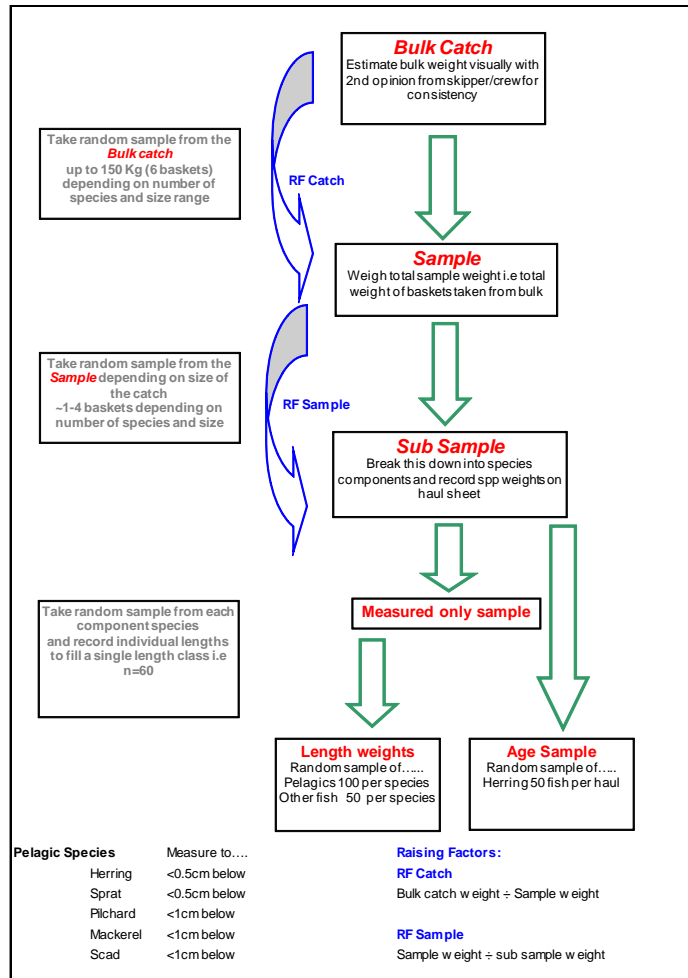 Bulk Catch
Estimate bulk weight visually with
2nd opinion from skipper/crewfor
consistency
Take random sample from the
Bulk catch
up to 150 Kg (6 baskets)
depending on number of
species and size range
RF Catch
Sample
Weigh total sample weight i.e total
weight of baskets taken from bulk
Take random sample from the
Sample depending on size of
the catch
~1-4 baskets depending on
number of species and size
RF Sample
Sub Sample
Break this down into species
components and record spp weights on
haul sheet
Take random sample from each
component species
and record individual lengths
to fill a single length class i.e
n=60
Measured only sample
Length weights
Random sample of......
Pelagics 100 per species
Other fish 50 per species
Age Sample
Random sample of....
Herring 50 fish per haul
Pelagic Species Measure to....
Herring <0.5cm below
Sprat <0.5cm below
Pilchard <1cm below
Mackerel <1cm below
Scad <1cm below
Raising Factors:
RF Catch
Bulk catch weight ÷ Sample weight
RF Sample
Sample weight ÷ sub sample weight